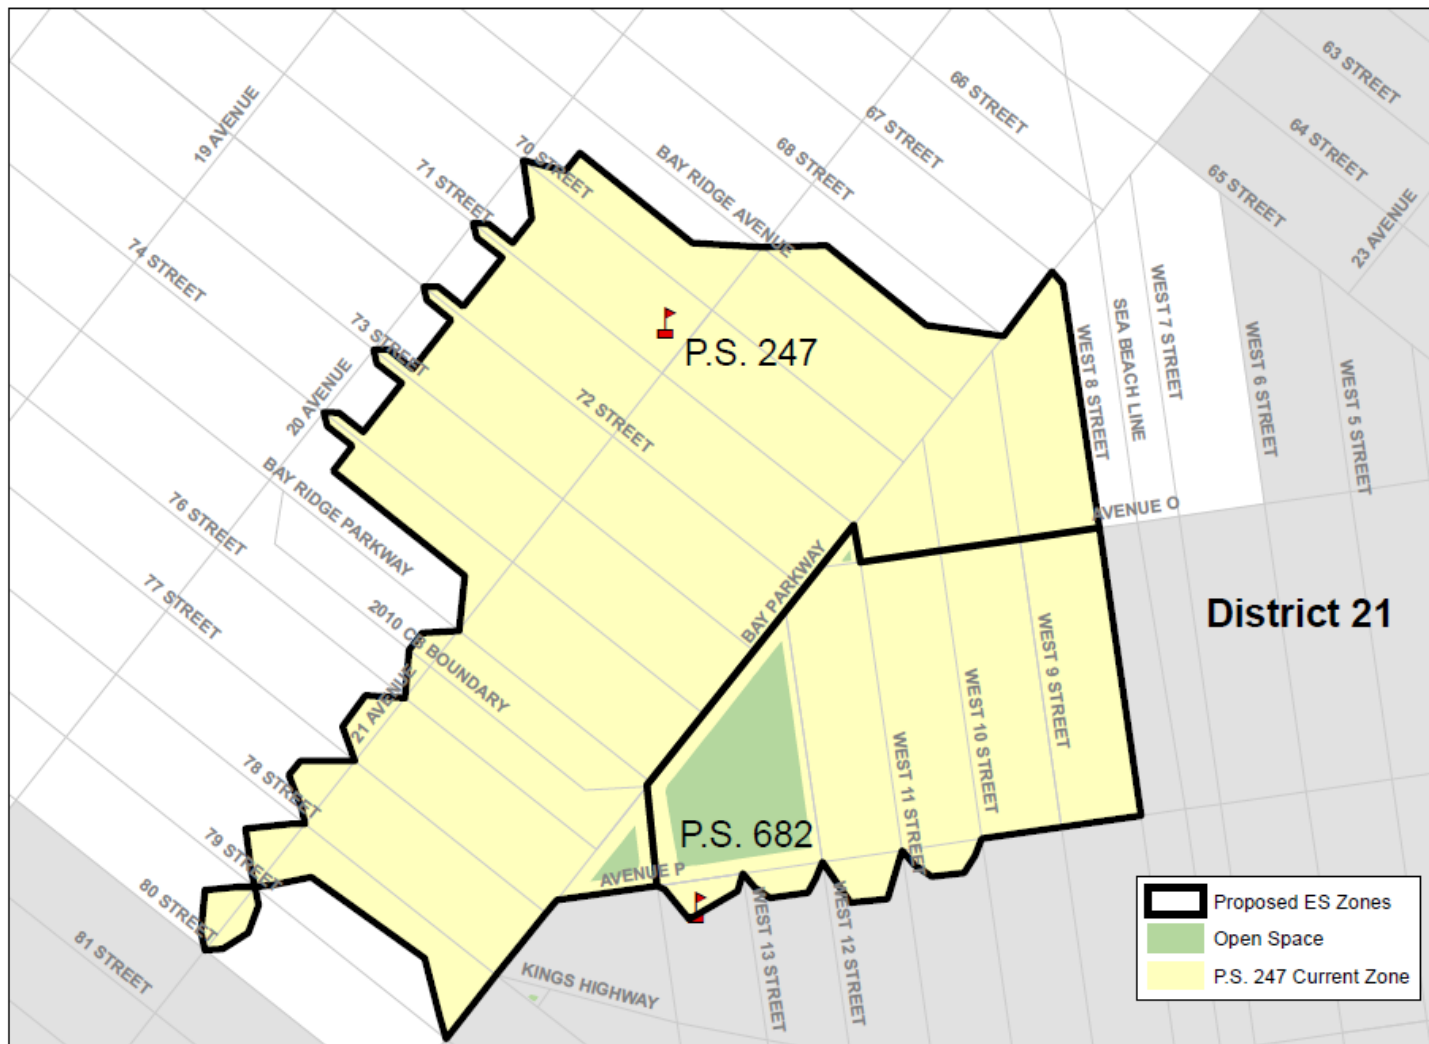 63 STREET
66 STREET
64 STREET
67 STREET
19 AVENUE
68 STREET
65 STREET
70 STREET
BAY RIDGE AVENUE
71 STREET
23 AVENUE
74 STREET
WEST 7 STREET
SEA BEACH LINE
WEST 8 STREET
WEST 6 STREET
73 STREET
P.S. 247
20 AVENUE
72 STREET
WEST 5 STREET
BAY RIDGE PARKWAY
76 STREET
AVENUE O
77 STREET
BAY PARKWAY
2010 CB BOUNDARY
District 21
WEST 9 STREET
21 AVENUE
WEST 10 STREET
WEST 11 STREET
78 STREET
P.S. 682
79 STREET
AVENUE P
80 STREET
WEST 13 STREET
WEST 12 STREET
81 STREET
KINGS HIGHWAY
Proposed ES Zones
Open Space
P.S. 247 Current Zone